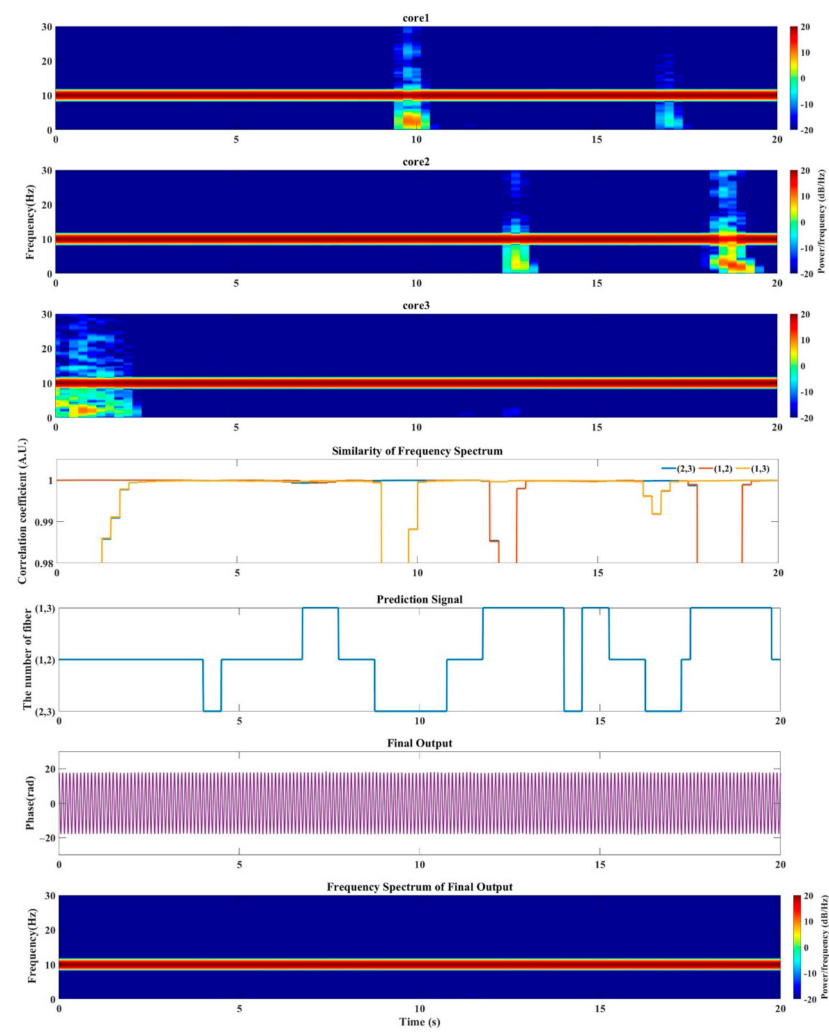 core1
30
20
10
0
0 5 10 15 20
20
10
0
-10
-20
core2
Frequency(Hz)
30
20
10
0
0 5 10 15 20
20
10
0
-10
-20
Power/frequency (dB/Hz)
core3
30
20
10
0
0 5 10 15 20
20
10
0
-10
-20
Similarity of Frequency Spectrum
Correlation coefficient (A.U.)
(2,3) (1,2) (1,3)
1
0.99
0.98
0 5 10 15 20
Prediction Signal
The number of fiber
(1,3)
(1,2)
(2,3)
0 5 10 15 20
Final Output
Phase(rad)
20
0
−20
0 5 10 15 20
Frequency Spectrum of Final Output
Frequency(Hz)
30
20
10
0
0 5 10 15 20
20
10
0
-10
-20
Power/frequency (dB/Hz)
Time (s)